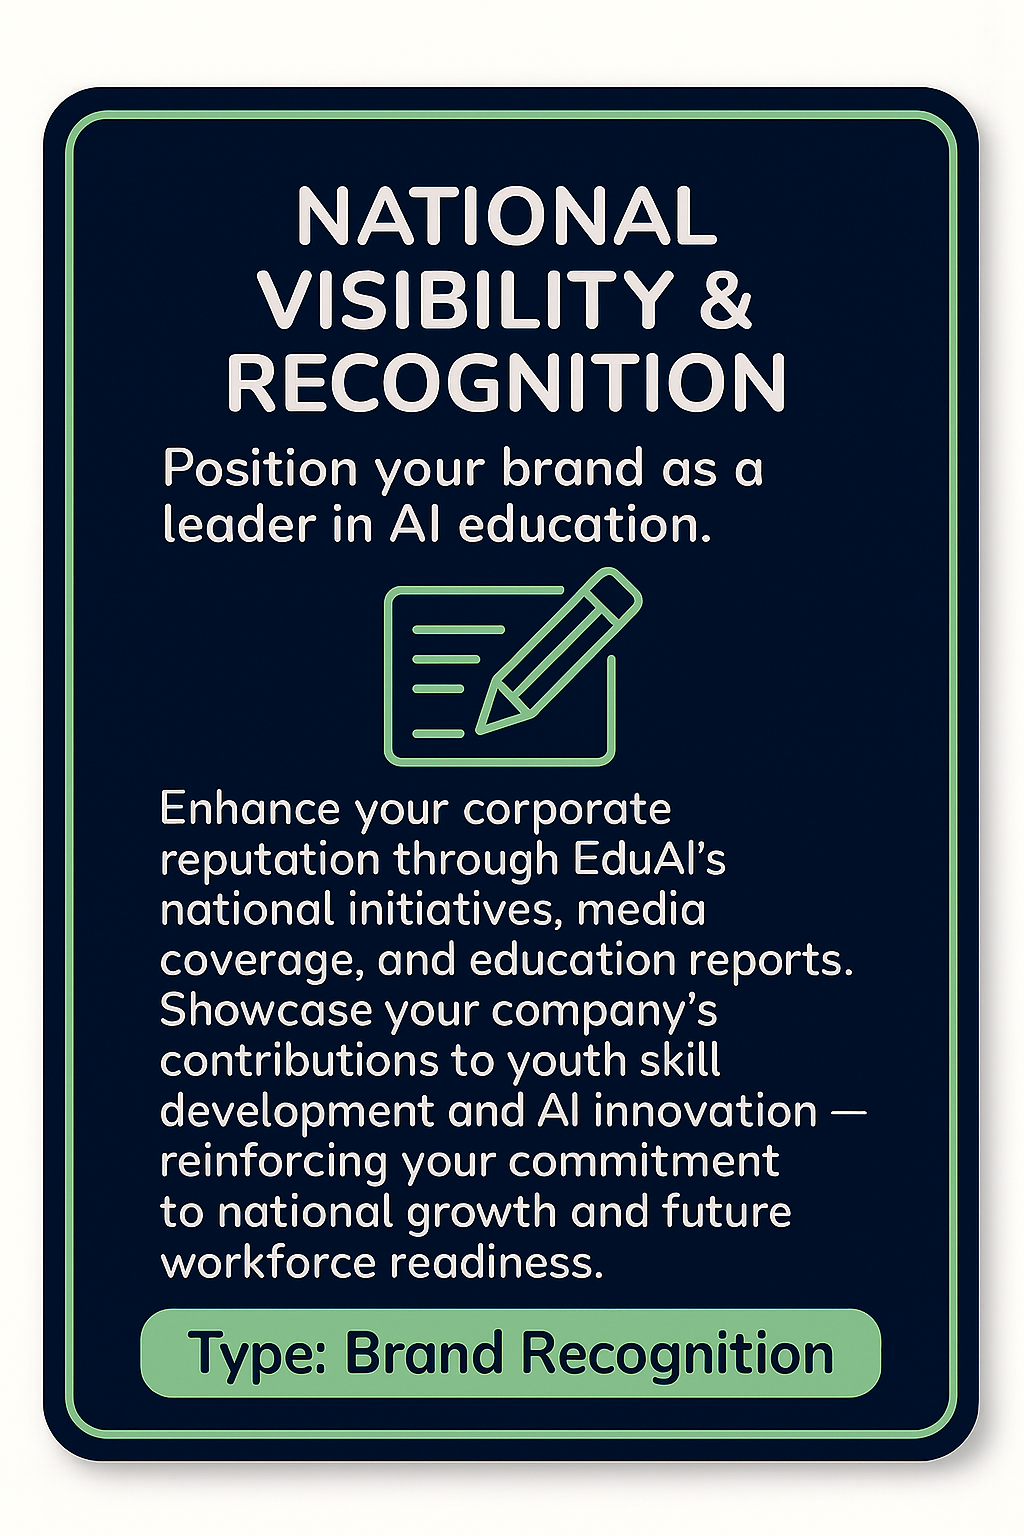 NATIONAL
VISIBILITY &
RECOGNITION
Position your brand as a
leader in AI education.
Enhance your corporate
reputation through EduAI’s
national initiatives, media
coverage, and education reports.
Showcase your company’s
contributions to youth skill
development and AI innovation —
reinforcing your commitment
to national growth and future
workforce readiness.
Type: Brand Recognition